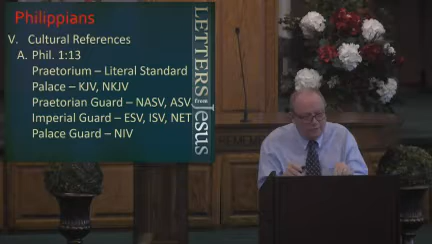 Philippians
V. Cultural References
A. Phil. 1:13
Praetorium – Literal Standard
Palace – KJV, NKJV
Praetorian Guard – NASV, ASV
Imperial Guard – ESV, ISV, NET
Palace Guard – NIV
LETTERS from Jesus